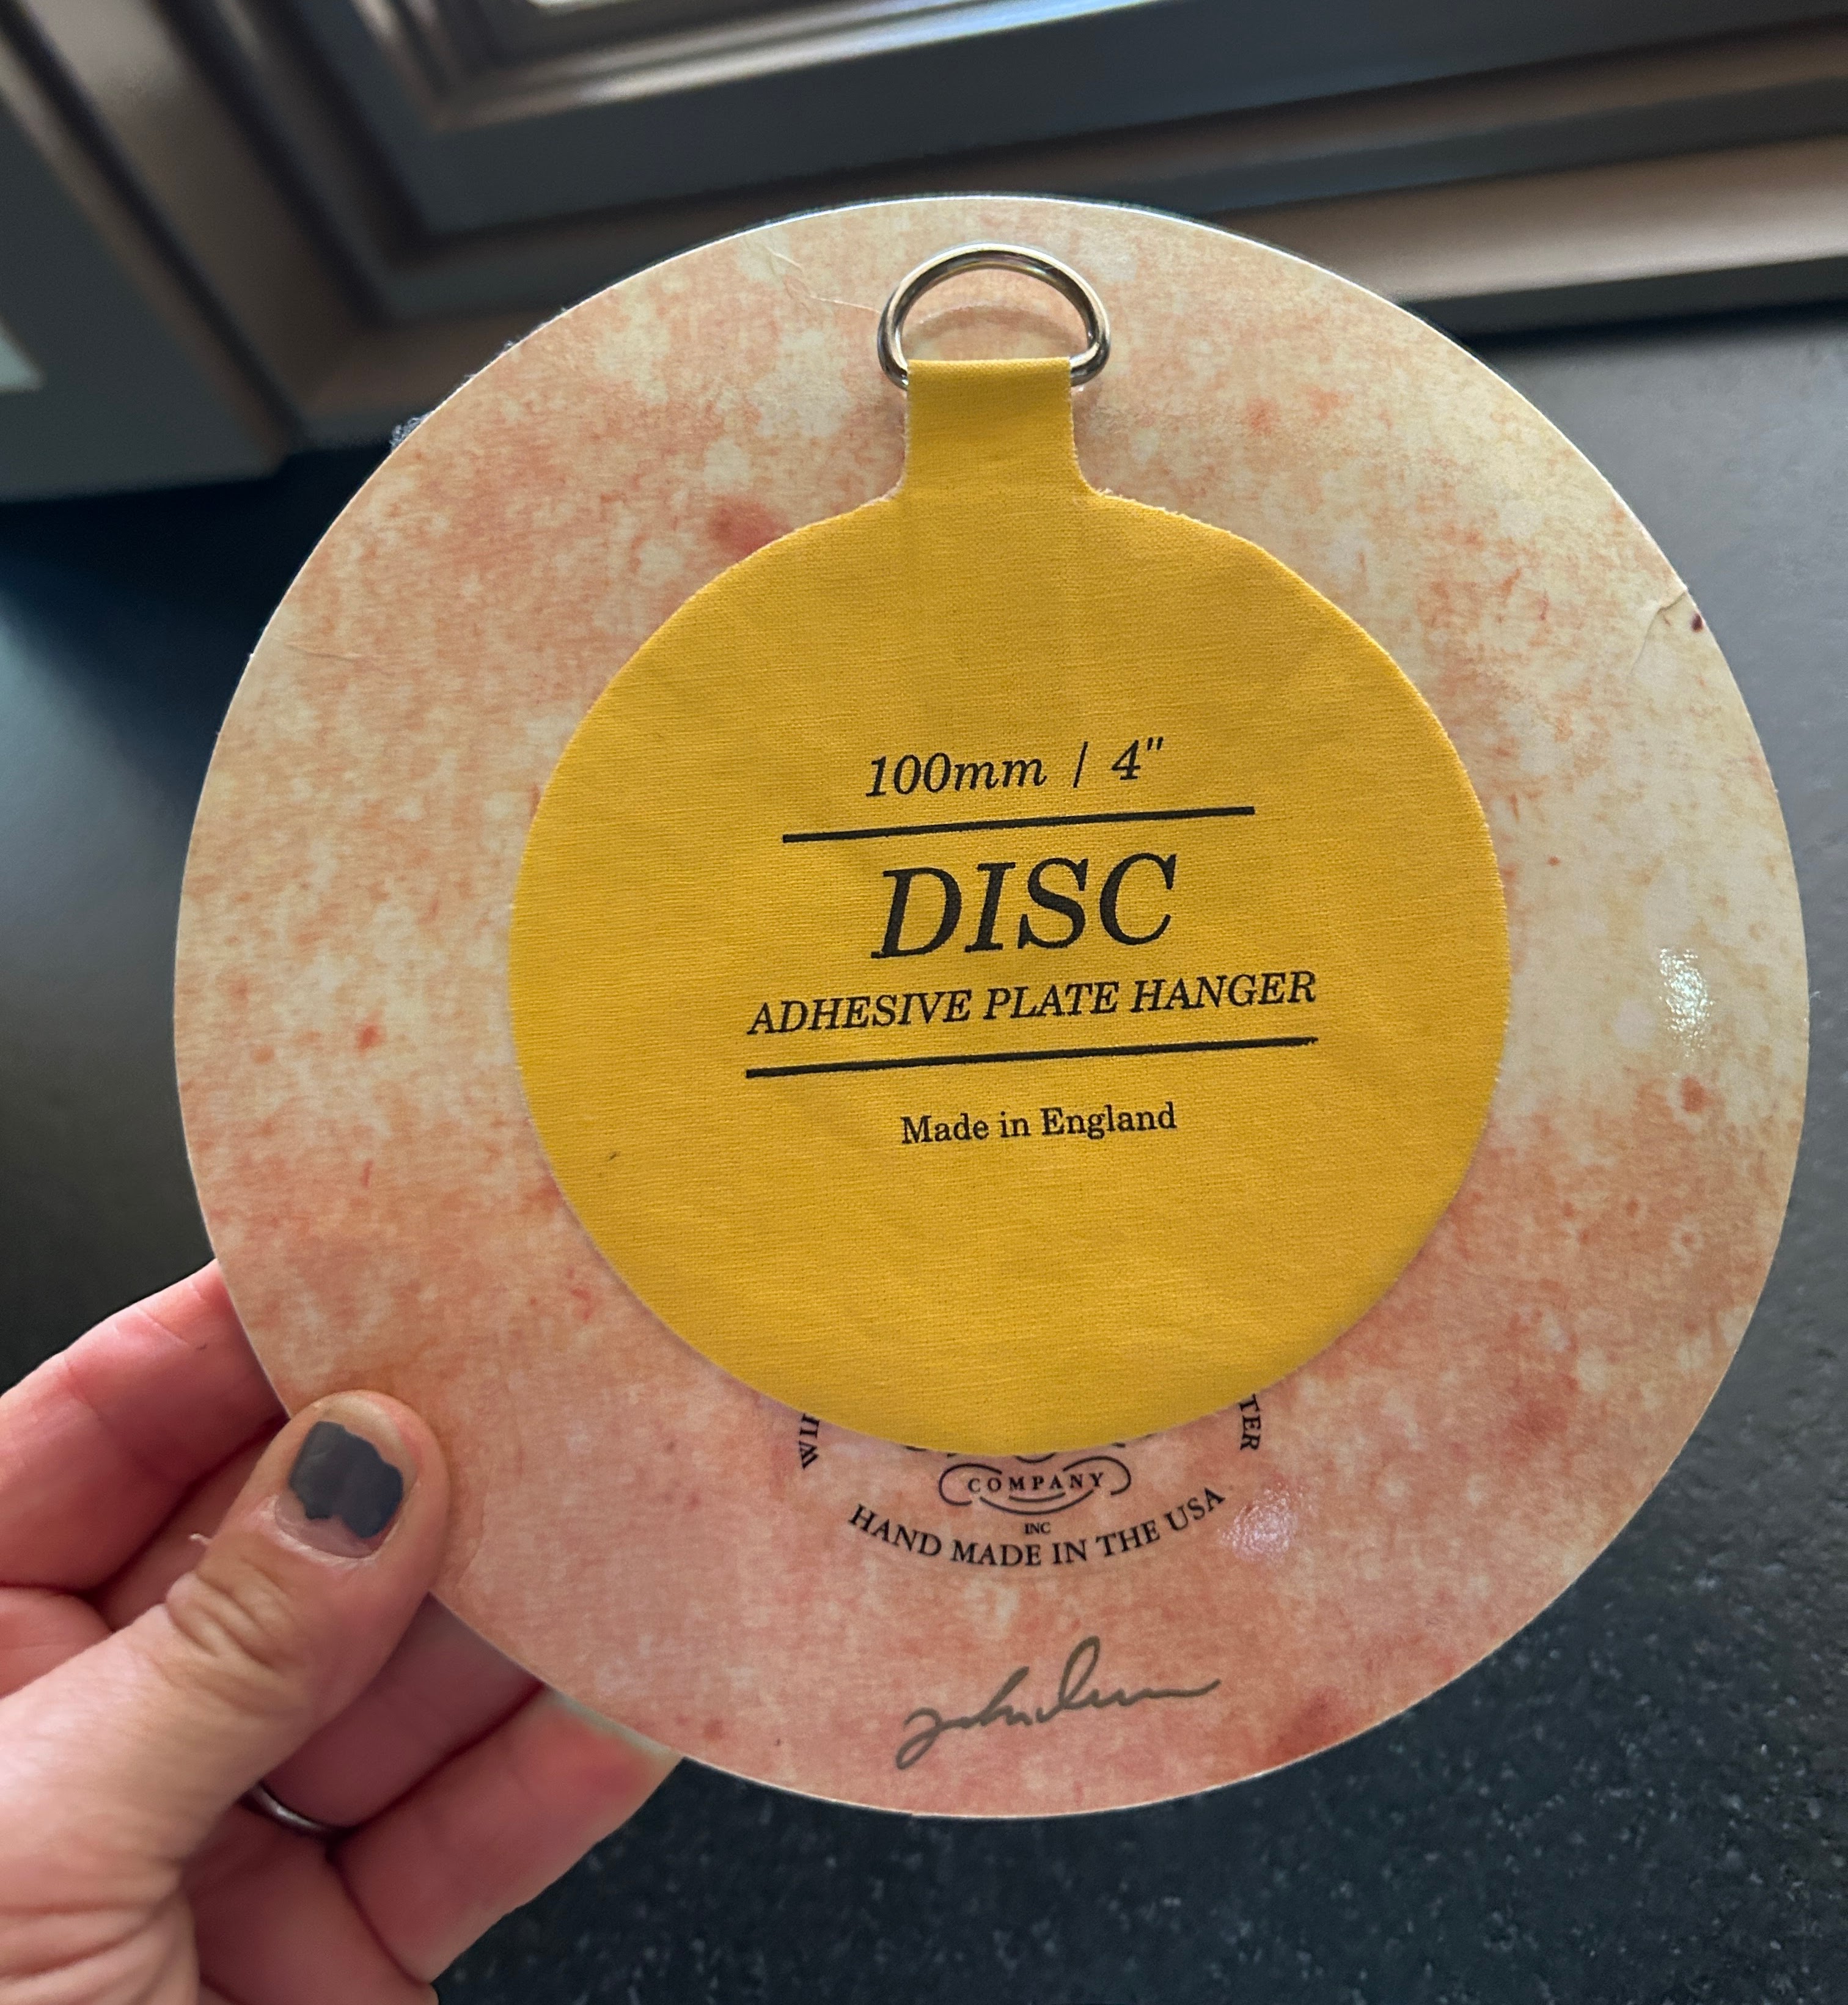 100mm / 4"
DISC
ADHESIVE PLATE HANGER
Made in England
COMPANY
INC
HAND MADE IN THE USA